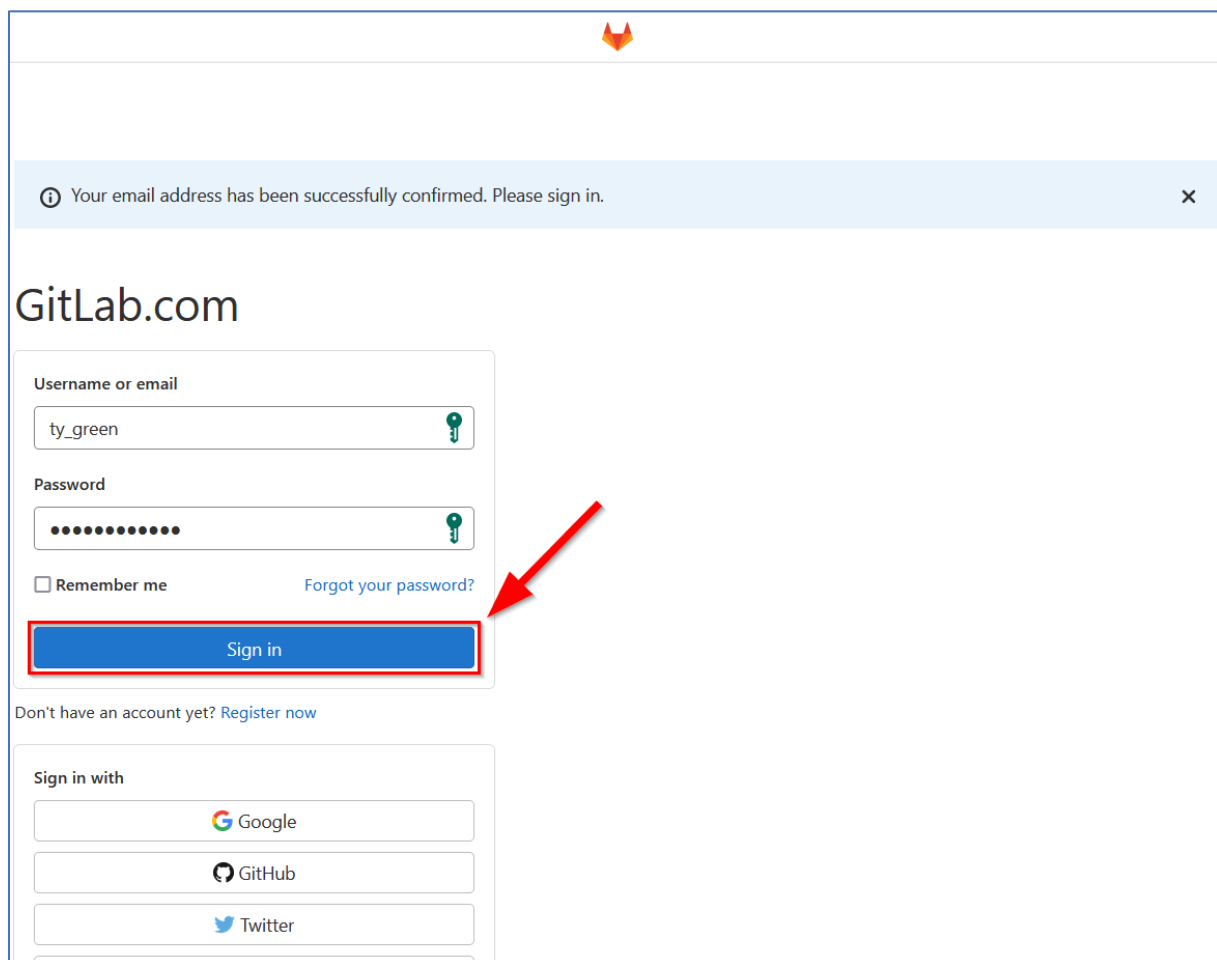 Your email address has been successfully confirmed. Please sign in.
GitLab.com
Username or email
ty_green
Password
••••••••••••
Remember me
Forgot your password?
Sign in
Don't have an account yet? Register now
Sign in with
Google
GitHub
Twitter